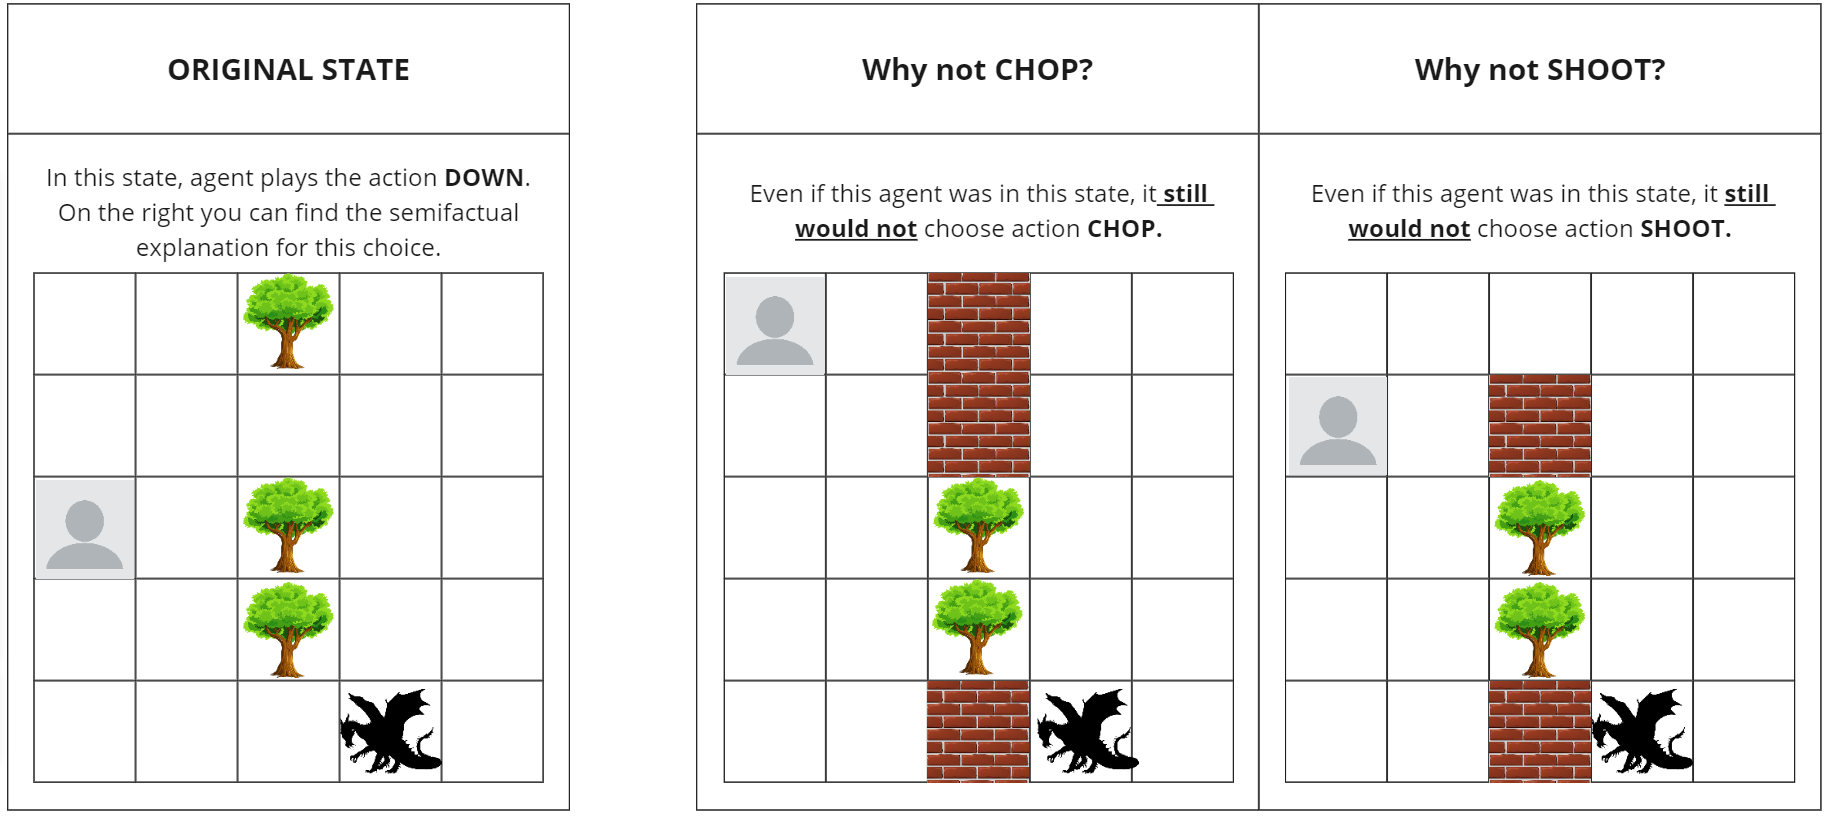 ORIGINAL STATE
In this state, agent plays the action DOWN.
On the right you can find the semifactual
explanation for this choice.
Why not CHOP?
Even if this agent was in this state, it still
would not choose action CHOP.
Why not SHOOT?
Even if this agent was in this state, it still
would not choose action SHOOT.